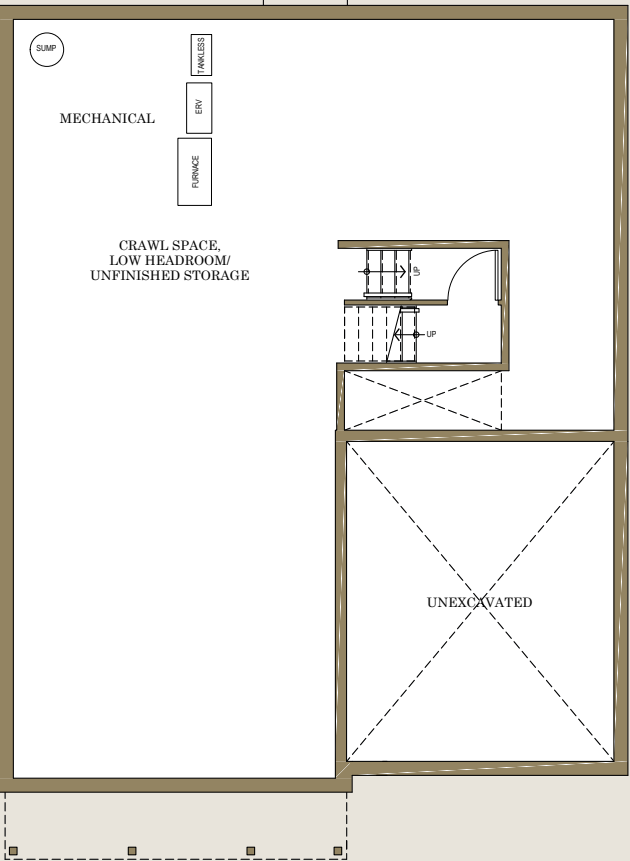 SUMP
TANKLESS
ERV
MECHANICAL
FURNACE
CRAWL SPACE,
LOW HEADROOM/
UNFINISHED STORAGE
UP
UP
UNEXCAVATED